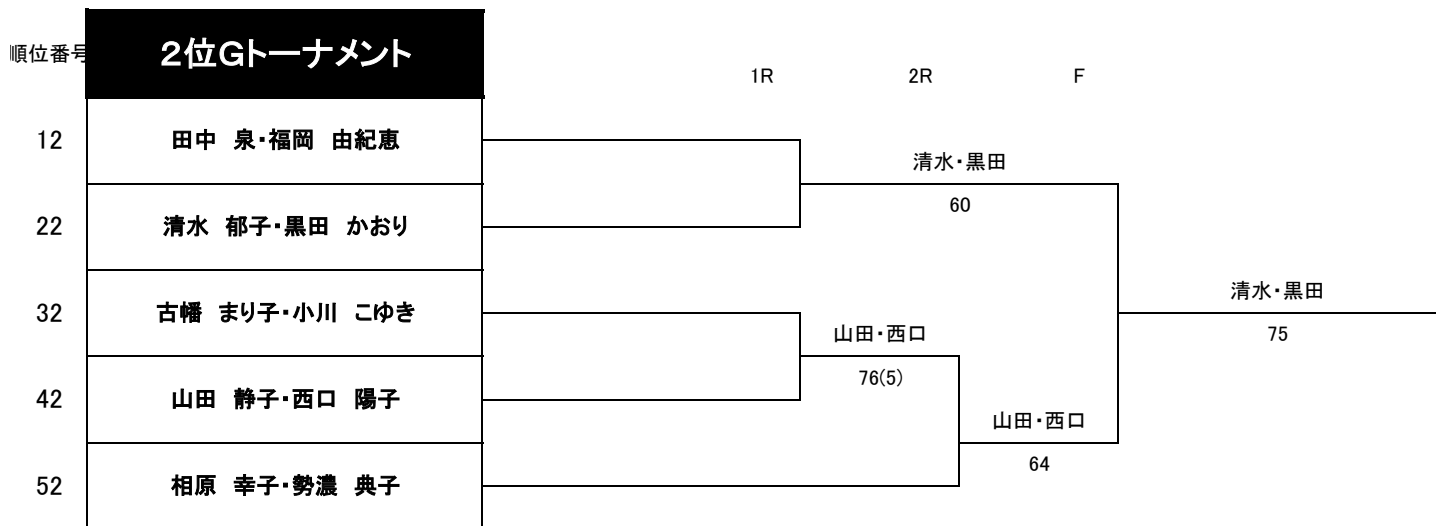 順位番号
2位Gトーナメント
1R 2R F
12 田中 泉・福岡 由紀恵
清水・黒田
60
22 清水 郁子・黒田 かおり
清水・黒田
32 古幡 まり子・小川 こゆき
75
山田・西口
76(5)
42 山田 静子・西口 陽子
山田・西口
64
52 相原 幸子・勢濃 典子